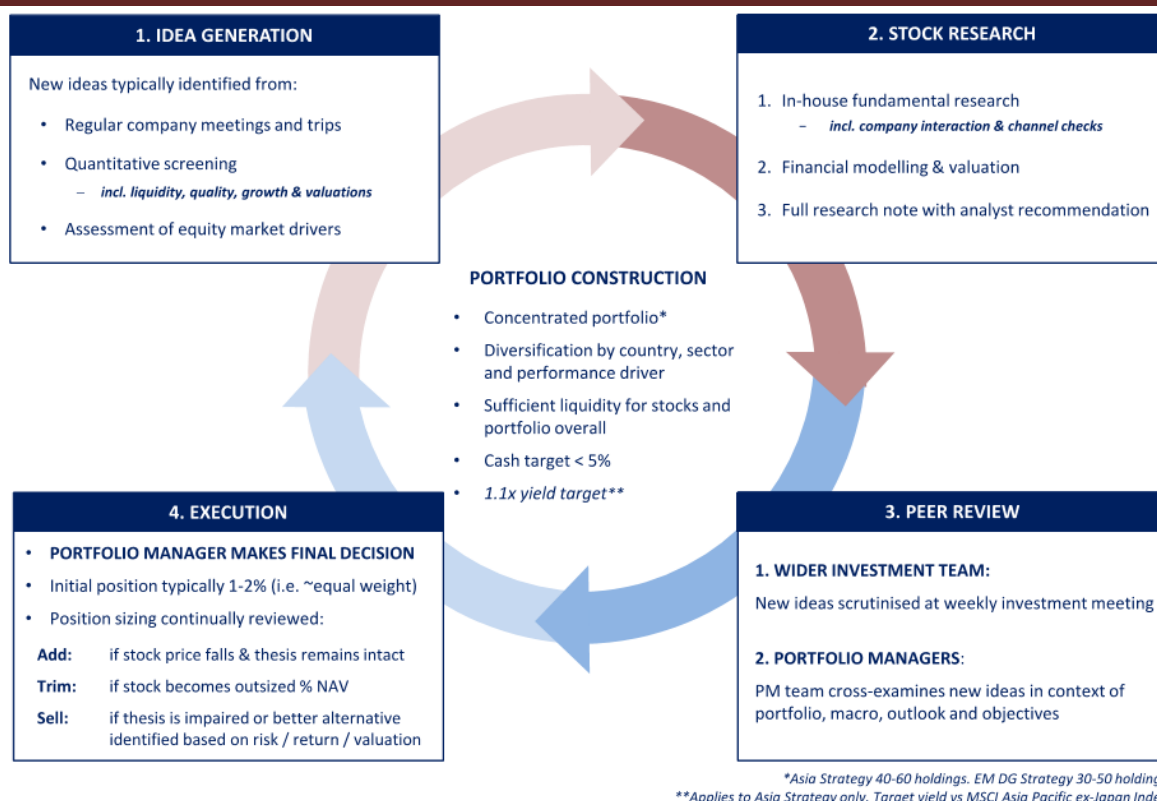 1. IDEA GENERATION
New ideas typically identified from:
• Regular company meetings and trips
• Quantitative screening
– incl. liquidity, quality, growth & valuations
• Assessment of equity market drivers
2. STOCK RESEARCH
1. In-house fundamental research
– incl. company interaction & channel checks
2. Financial modelling & valuation
3. Full research note with analyst recommendation
PORTFOLIO CONSTRUCTION
• Concentrated portfolio*
• Diversification by country, sector
and performance driver
• Sufficient liquidity for stocks and
portfolio overall
• Cash target < 5%
• 1.1x yield target**
4. EXECUTION
• PORTFOLIO MANAGER MAKES FINAL DECISION
• Initial position typically 1-2% (i.e. ~equal weight)
• Position sizing continually reviewed:
Add: if stock price falls & thesis remains intact
Trim: if stock becomes outsized % NAV
Sell: if thesis is impaired or better alternative
identified based on risk / return / valuation
3. PEER REVIEW
1. WIDER INVESTMENT TEAM:
New ideas scrutinised at weekly investment meeting
2. PORTFOLIO MANAGERS:
PM team cross-examines new ideas in context of
portfolio, macro, outlook and objectives
*Asia Strategy 40-60 holdings. EM DG Strategy 30-50 holding
**Applies to Asia Strategy only. Target yield vs MSCI Asia Pacific ex-Japan Inde